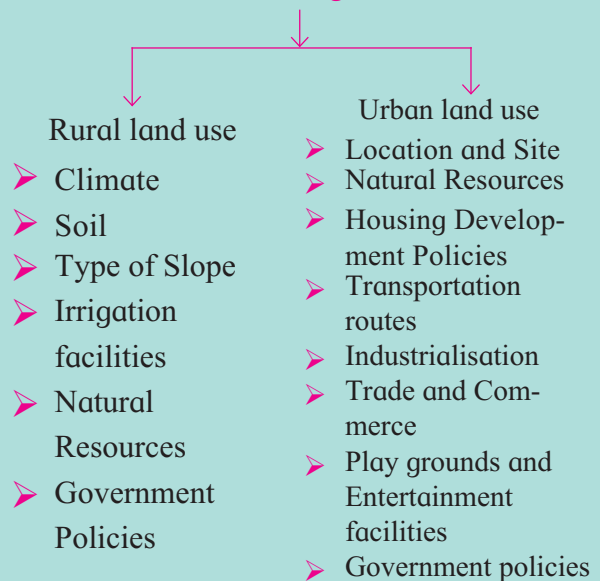 Rural land use
Climate
Soil
Type of Slope
Irrigation
facilities
Natural
Resources
Government
Policies
Urban land use
Location and Site
Natural Resources
Housing Develop-
ment Policies
Transportation
routes
Industrialisation
Trade and Com-
merce
Play grounds and
Entertainment
facilities
Government policies